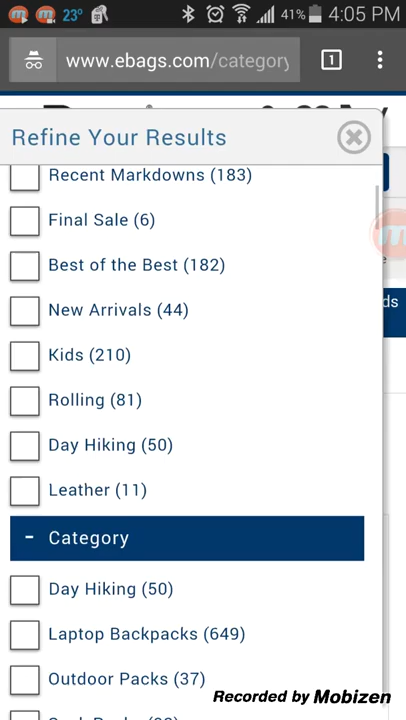 23° 41% 4:05 PM
www.ebags.com/category 1
Refine Your Results
Recent Markdowns (183)
Final Sale (6)
ds
Best of the Best (182)
New Arrivals (44)
Kids (210)
Rolling (81)
Day Hiking (50)
Leather (11)
- Category
Day Hiking (50)
Laptop Backpacks (649)
Outdoor Packs (37)
Recorded by Mobizen